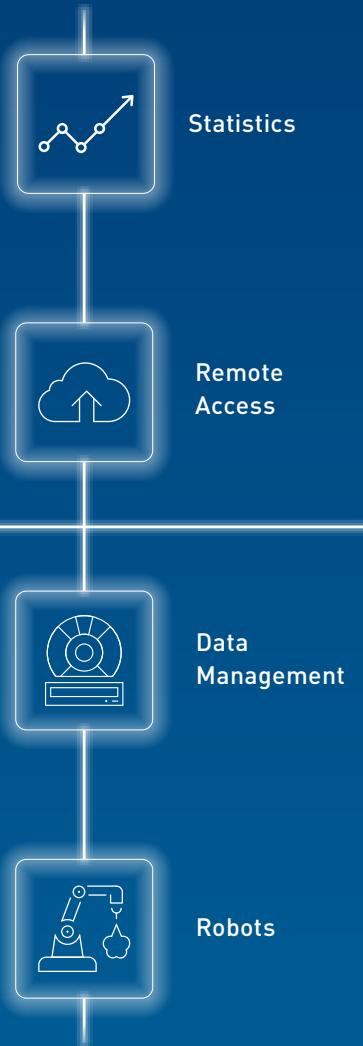 Statistics
Remote
Access
Data
Management
Robots